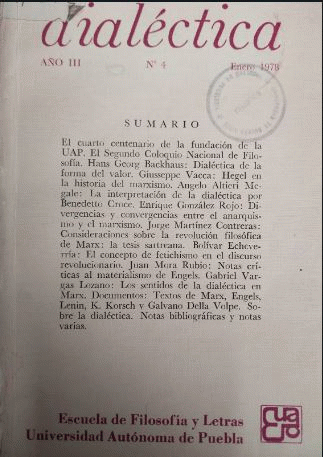 dialéctica
AÑO III Nº 4 Enero 1978
SUMARIO
El cuarto centenario de la fundación de la
UAP. El Segundo Coloquio Nacional de Filo-
sofía. Hans Georg Backhaus: Dialéctica de
la forma del valor. Giusseppe Vacca: Hegel en
la historia del marxismo. Angelo Altieri Me-
gale: La interpretación de la dialéctica por
Benedetto Croce. Enrique González Rojo: Di-
vergencias y convergencias entre el anarquis-
mo y el marxismo. Jorge Martínez Contreras:
Consideraciones sobre la revolución filosófica
de Marx: la tesis sartreana. Bolívar Echeve-
rría: El concepto de fetichismo en el discurso
revolucionario. Juan Mora Rubio: Notas crí-
ticas al materialismo de Engels. Gabriel Var-
gas Lozano: Los sentidos de la dialéctica en
Marx. Documentos: Textos de Marx, Engels,
Lenin, K. Korsch y Galvano Della Volpe. So-
bre la dialéctica. Notas bibliográficas y notas
varias.
Escuela de Filosofía y Letras
Universidad Autónoma de Puebla